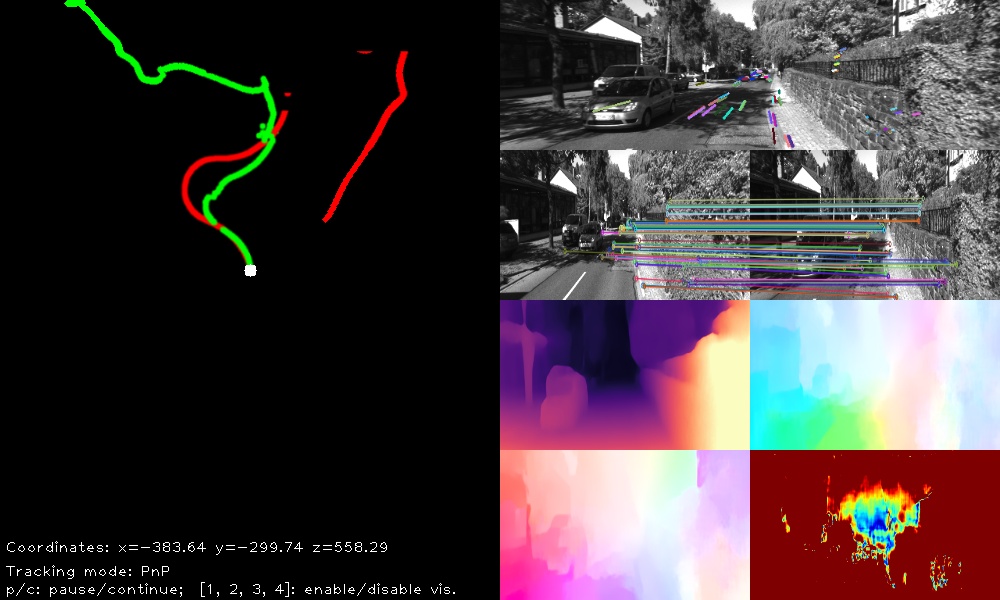 Coordinates: x=-383.64 y=-299.74 z=558.29
Tracking mode: PnP
p/c: pause/continue;  [1, 2, 3, 4]: enable/disable vis.